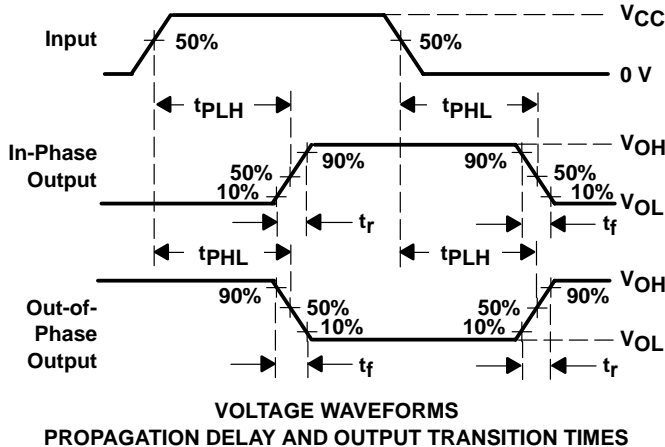 VCC
Input
50%
50%
0 V
tPLH
tPHL
In-Phase
Output
VOH
50%
10%
90%
90%
50%
10%
VOL
tr
tf
tPHL
tPLH
Out-of-
Phase
Output
90%
50%
10%
50%
10%
90%
VOH
VOL
tf
tr
VOLTAGE WAVEFORMS
PROPAGATION DELAY AND OUTPUT TRANSITION TIMES